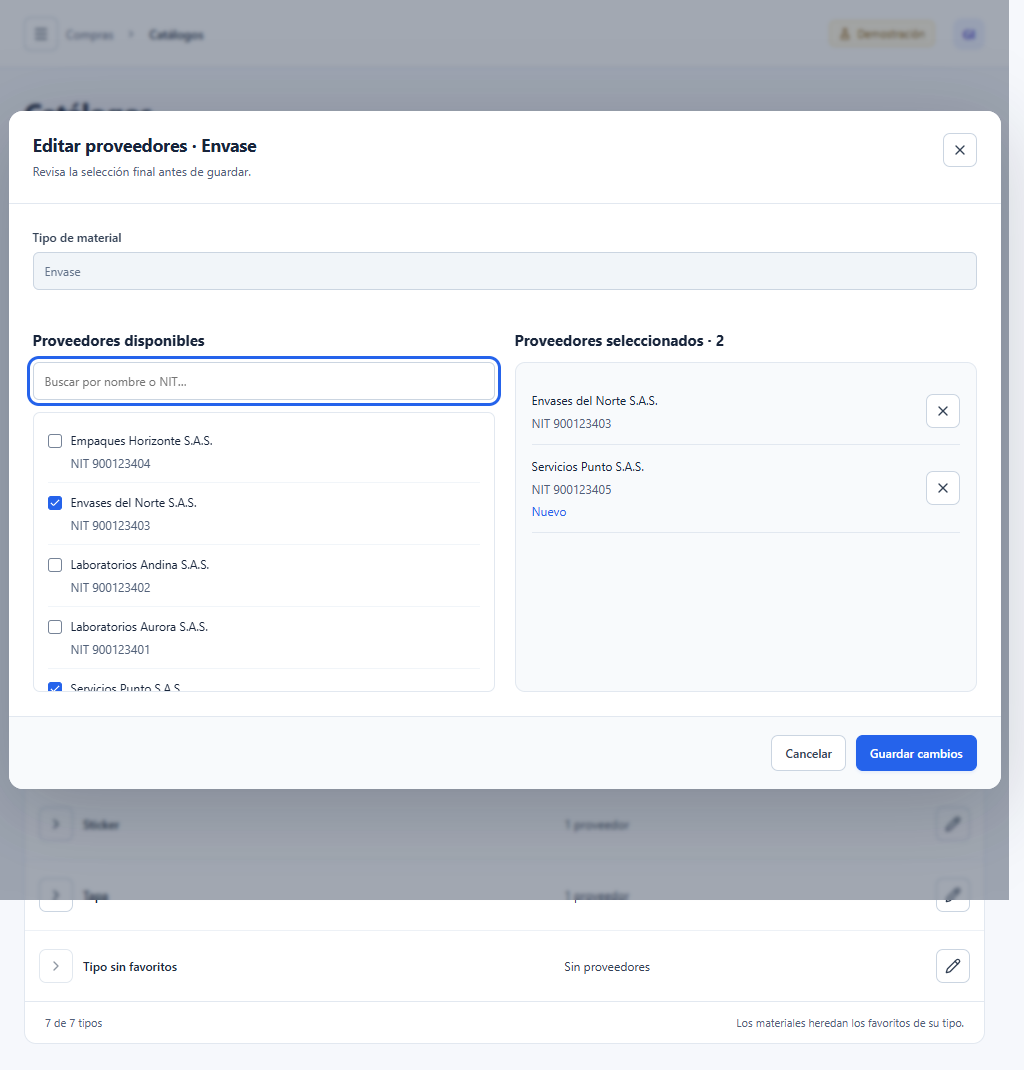 Compras
Catálogos
Demostración
Catálogos
Editar proveedores · Envase
Revisa la selección final antes de guardar.
Tipo de material
Envase
Proveedores disponibles
Proveedores seleccionados · 2
Buscar por nombre o NIT...
Empaques Horizonte S.A.S.
NIT 900123404
Envases del Norte S.A.S.
NIT 900123403
Laboratorios Andina S.A.S.
NIT 900123402
Laboratorios Aurora S.A.S.
NIT 900123401
Servicios Punto S.A.S.
Envases del Norte S.A.S.
NIT 900123403
Servicios Punto S.A.S.
NIT 900123405
Nuevo
Cancelar
Guardar cambios
Sticker 1 proveedor
Tapa 1 proveedor
Tipo sin favoritos Sin proveedores
7 de 7 tipos Los materiales heredan los favoritos de su tipo.